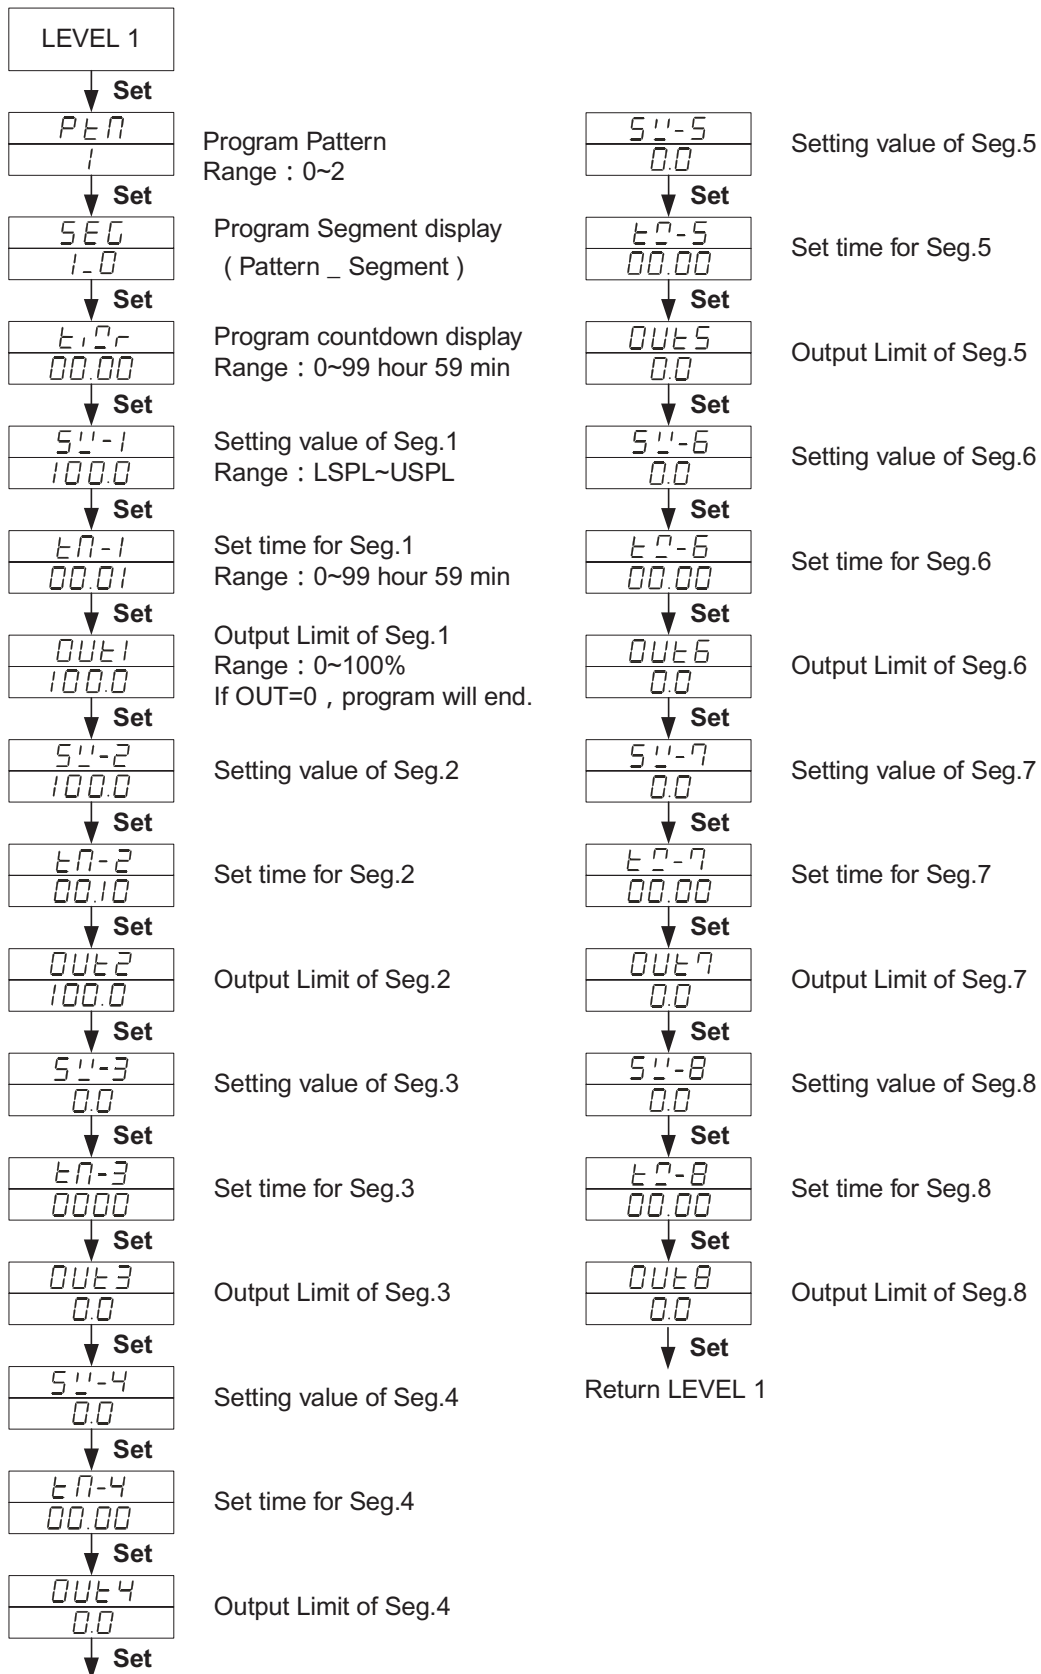 LEVEL 1
Set
PtM
1
Program Pattern
Range : 0~2
Set
SEG
1_0
Program Segment display
( Pattern _ Segment )
Set
timr
00.00
Program countdown display
Range : 0~99 hour 59 min
Set
SV-1
100.0
Setting value of Seg.1
Range : LSPL~USPL
Set
tM-1
00.01
Set time for Seg.1
Range : 0~99 hour 59 min
Set
OUt1
100.0
Output Limit of Seg.1
Range : 0~100%
If OUT=0 , program will end.
Set
SV-2
100.0
Setting value of Seg.2
Set
tM-2
00.10
Set time for Seg.2
Set
OUt2
100.0
Output Limit of Seg.2
Set
SV-3
0.0
Setting value of Seg.3
Set
tM-3
0000
Set time for Seg.3
Set
OUt3
0.0
Output Limit of Seg.3
Set
SV-4
0.0
Setting value of Seg.4
Set
tM-4
00.00
Set time for Seg.4
Set
OUt4
0.0
Output Limit of Seg.4
Set
SV-5
0.0
Setting value of Seg.5
Set
tm-5
00.00
Set time for Seg.5
Set
OUt5
0.0
Output Limit of Seg.5
Set
SV-6
0.0
Setting value of Seg.6
Set
tm-6
00.00
Set time for Seg.6
Set
OUt6
0.0
Output Limit of Seg.6
Set
SV-7
0.0
Setting value of Seg.7
Set
tm-7
00.00
Set time for Seg.7
Set
OUt7
0.0
Output Limit of Seg.7
Set
SV-8
0.0
Setting value of Seg.8
Set
tm-8
00.00
Set time for Seg.8
Set
OUt8
0.0
Output Limit of Seg.8
Set
Return LEVEL 1